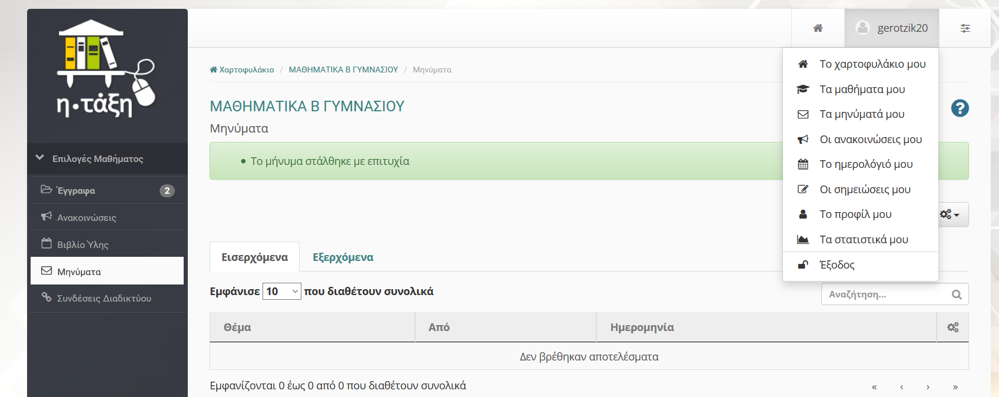 η·τάξη
gerotzik20
Χαρτοφυλάκιο / ΜΑΘΗΜΑΤΙΚΑ Β ΓΥΜΝΑΣΙΟΥ / Μηνύματα
ΜΑΘΗΜΑΤΙΚΑ Β ΓΥΜΝΑΣΙΟΥ
Μηνύματα
Το μήνυμα στάλθηκε με επιτυχία
Επιλογές Μαθήματος
Έγγραφα 2
Ανακοινώσεις
Βιβλίο Ύλης
Μηνύματα
Συνδέσεις Διαδικτύου
Το χαρτοφυλάκιο μου
Τα μαθήματα μου
Τα μηνύματά μου
Οι ανακοινώσεις μου
Το ημερολόγιό μου
Οι σημειώσεις μου
Το προφίλ μου
Τα στατιστικά μου
Έξοδος
Εισερχόμενα Εξερχόμενα
Εμφάνισε 10 που διαθέτουν συνολικά
Αναζήτηση...
Θέμα Από Ημερομηνία
Δεν βρέθηκαν αποτελέσματα
Εμφανίζονται 0 έως 0 από 0 που διαθέτουν συνολικά
« ‹ › »